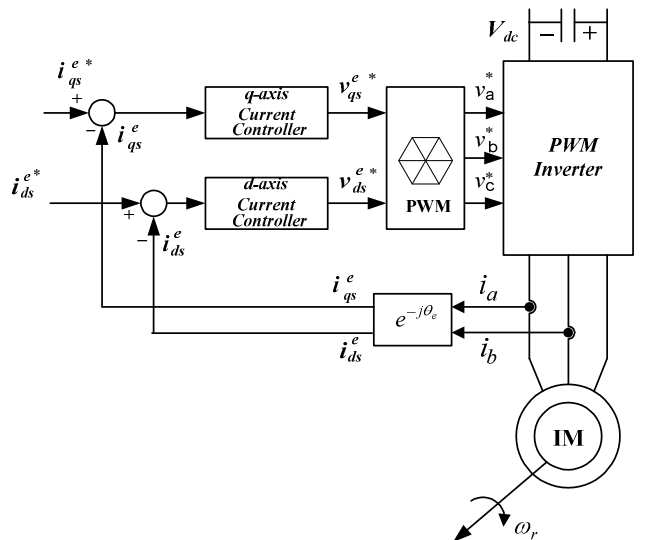 V_dc
− +
i_qs^e*
+
−
i_qs^e
q-axis
Current
Controller
v_qs^e*
v_a^*
v_b^*
v_c^*
PWM
Inverter
i_ds^e*
+
−
i_ds^e
d-axis
Current
Controller
v_ds^e*
PWM
i_qs^e
i_ds^e
e^−jθ_e
i_a
i_b
IM
ω_r